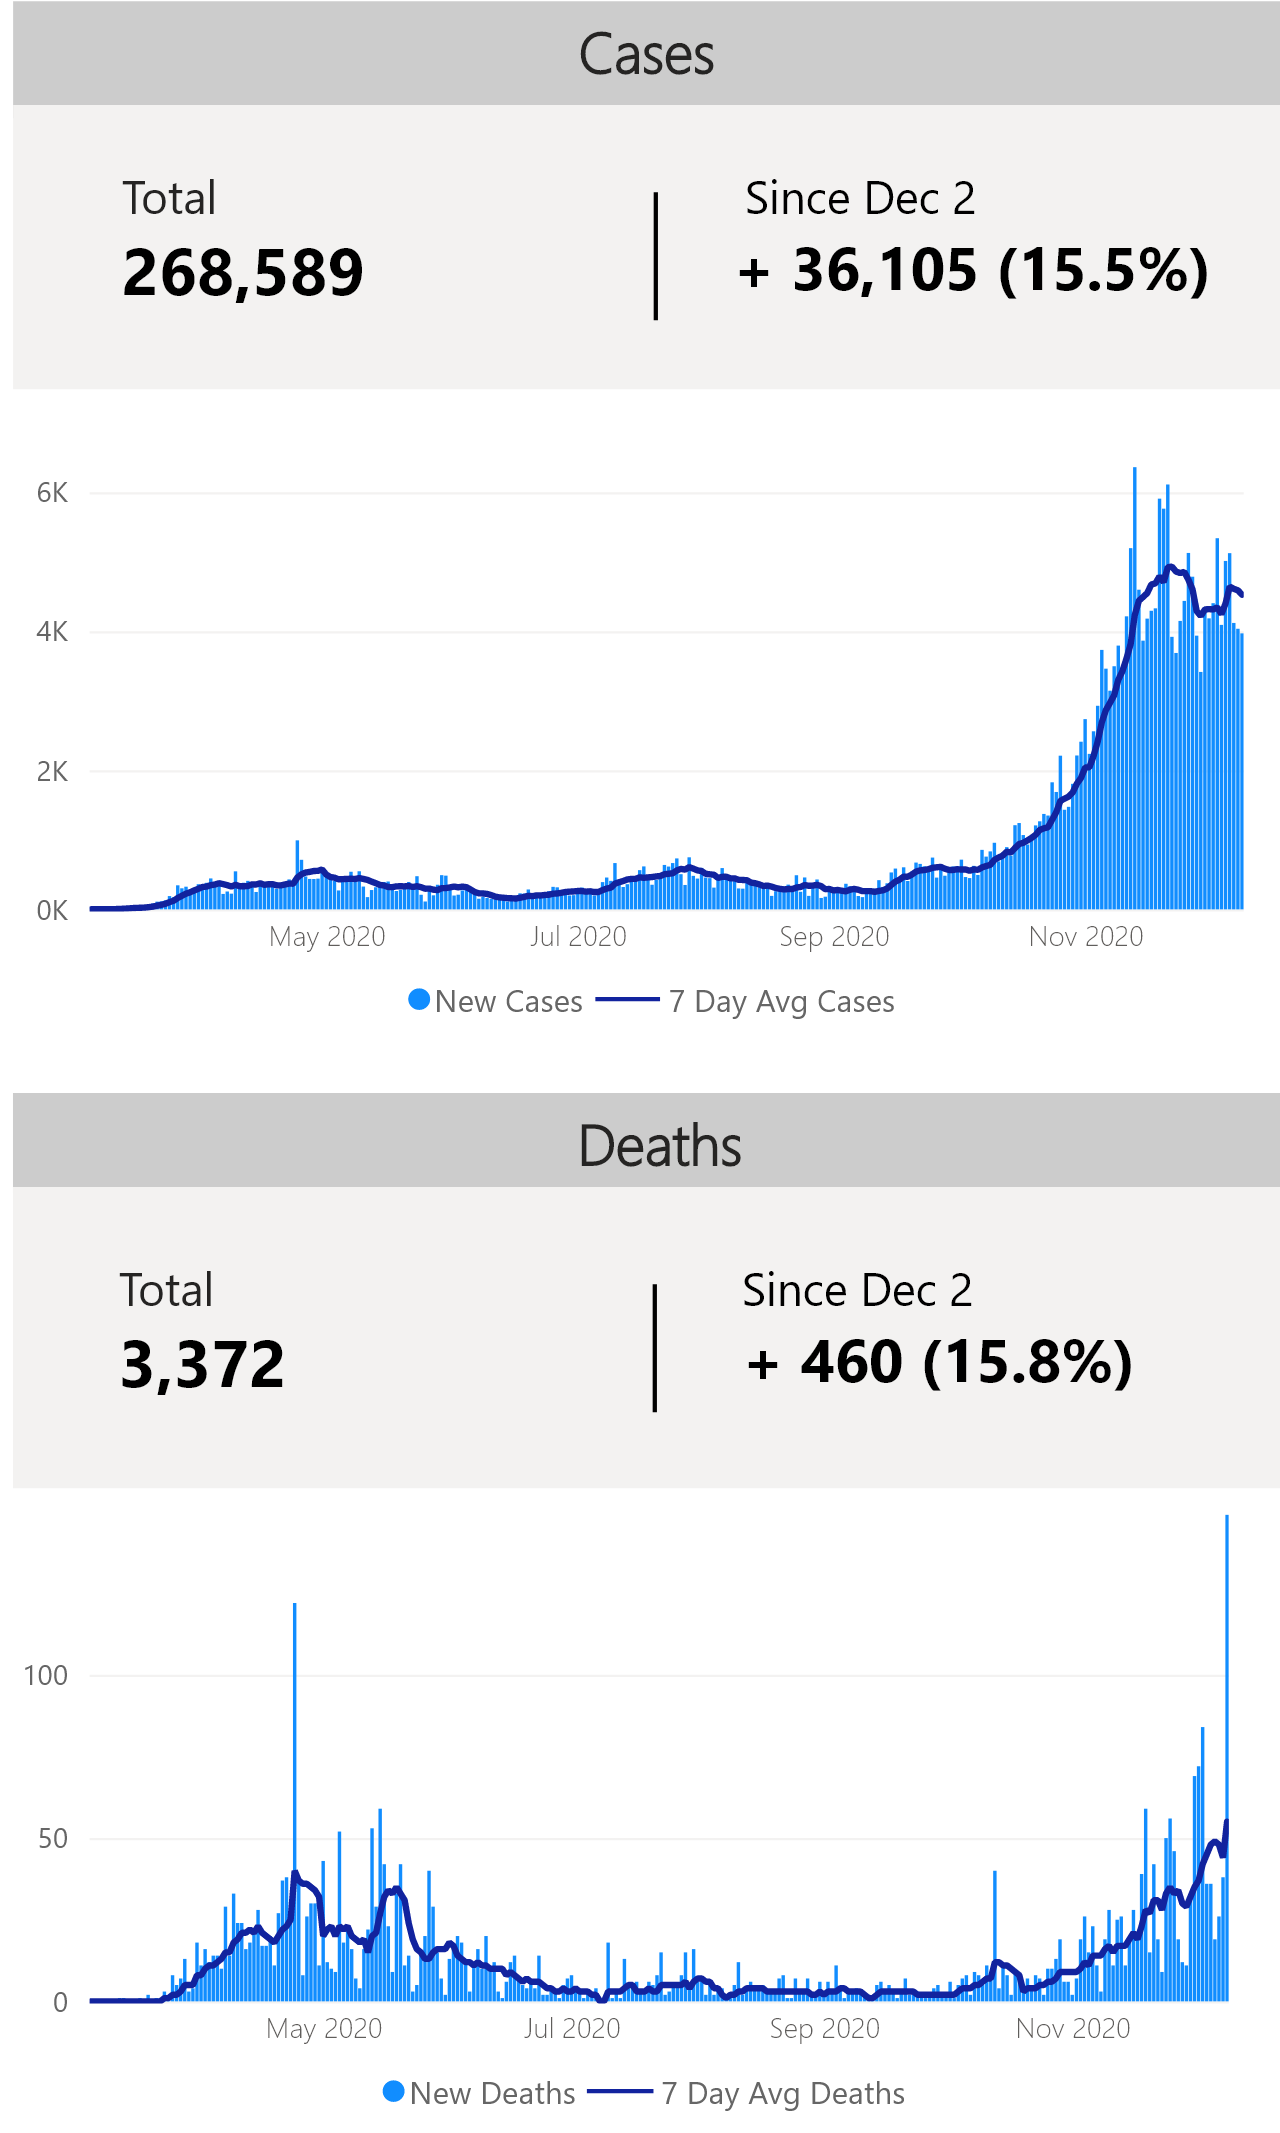 Cases
Total
Since Dec 2
268,589
+ 36,105 (15.5%)
6K
4K
2K
0K
May 2020
Jul 2020
Sep 2020
Nov 2020
New Cases
7 Day Avg Cases
Deaths
Total
Since Dec 2
3,372
+ 460 (15.8%)
100
50
0
May 2020
Jul 2020
Sep 2020
Nov 2020
New Deaths
7 Day Avg Deaths